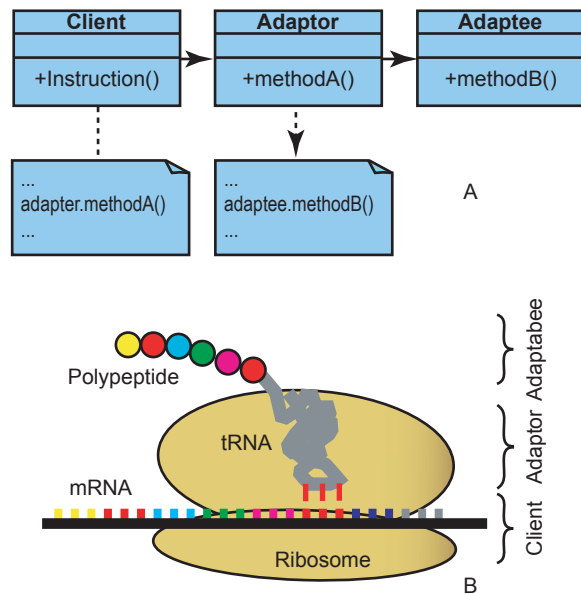 Client
Adaptor
Adaptee
+Instruction()
+methodA()
+methodB()
...
adapter.methodA()
...
...
adaptee.methodB()
...
A
Polypeptide
tRNA
mRNA
Ribosome
Adaptabee
Adaptor
Client
B